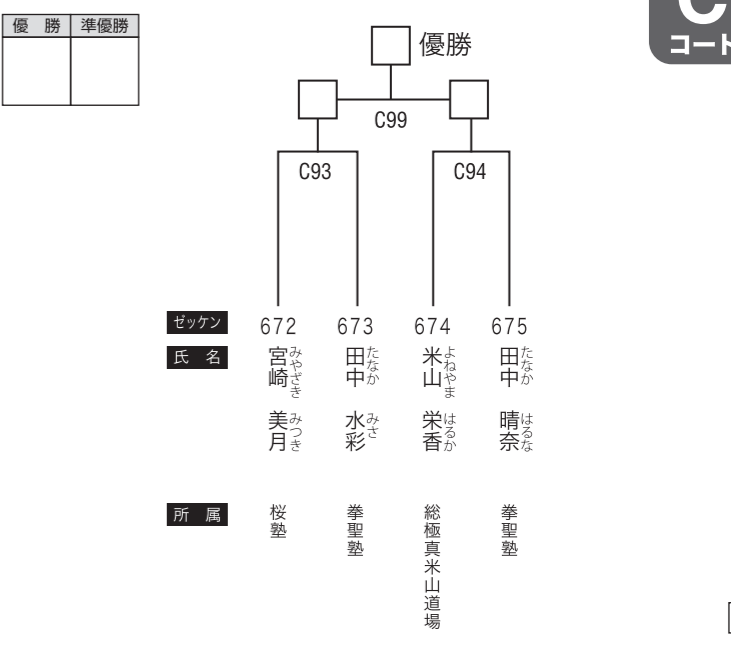 優 勝 準優勝
優勝
C
コート
C99
C93
C94
ゼッケン 672 673 674 675
氏 名
宮崎 美月
みやざき みつき
田中 水彩
たなか みさ
米山 栄香
よねやま はるか
田中 晴奈
たなか はるな
所 属
桜塾
拳聖塾
総極真米山道場
拳聖塾